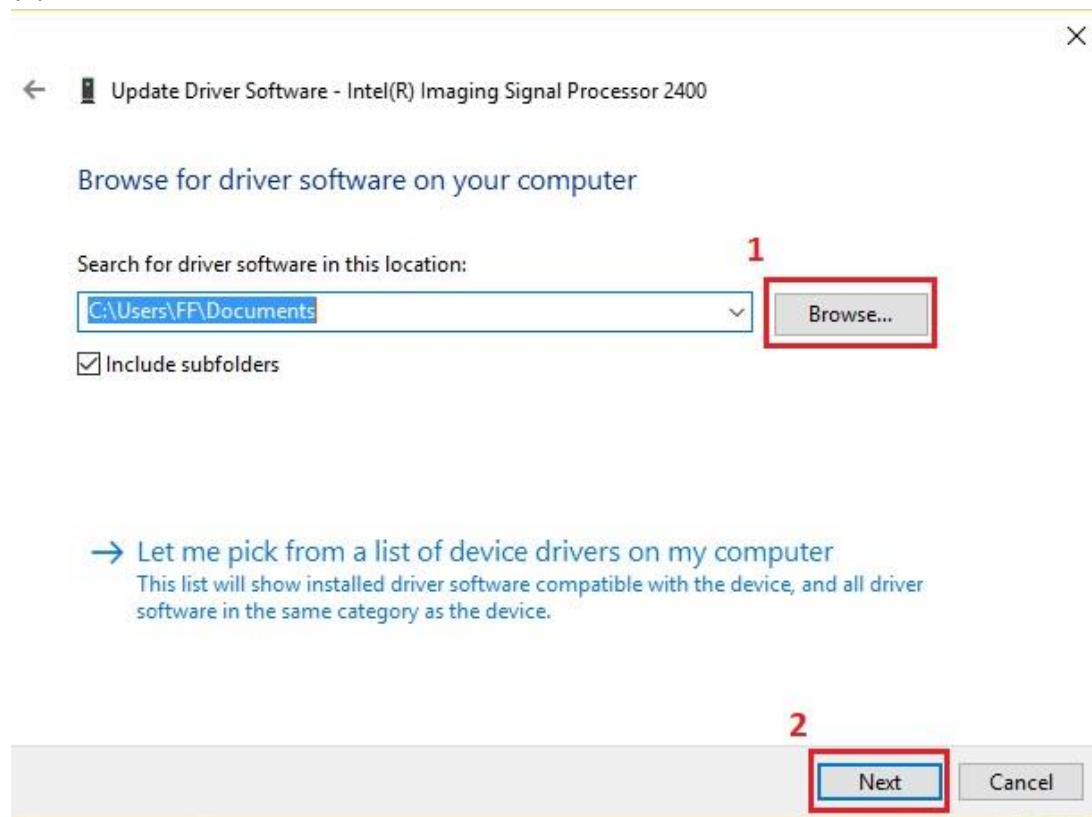 Update Driver Software - Intel(R) Imaging Signal Processor 2400
Browse for driver software on your computer
Search for driver software in this location:
1
C:\Users\FF\Documents
Browse...
Include subfolders
Let me pick from a list of device drivers on my computer
This list will show installed driver software compatible with the device, and all driver
software in the same category as the device.
2
Next
Cancel